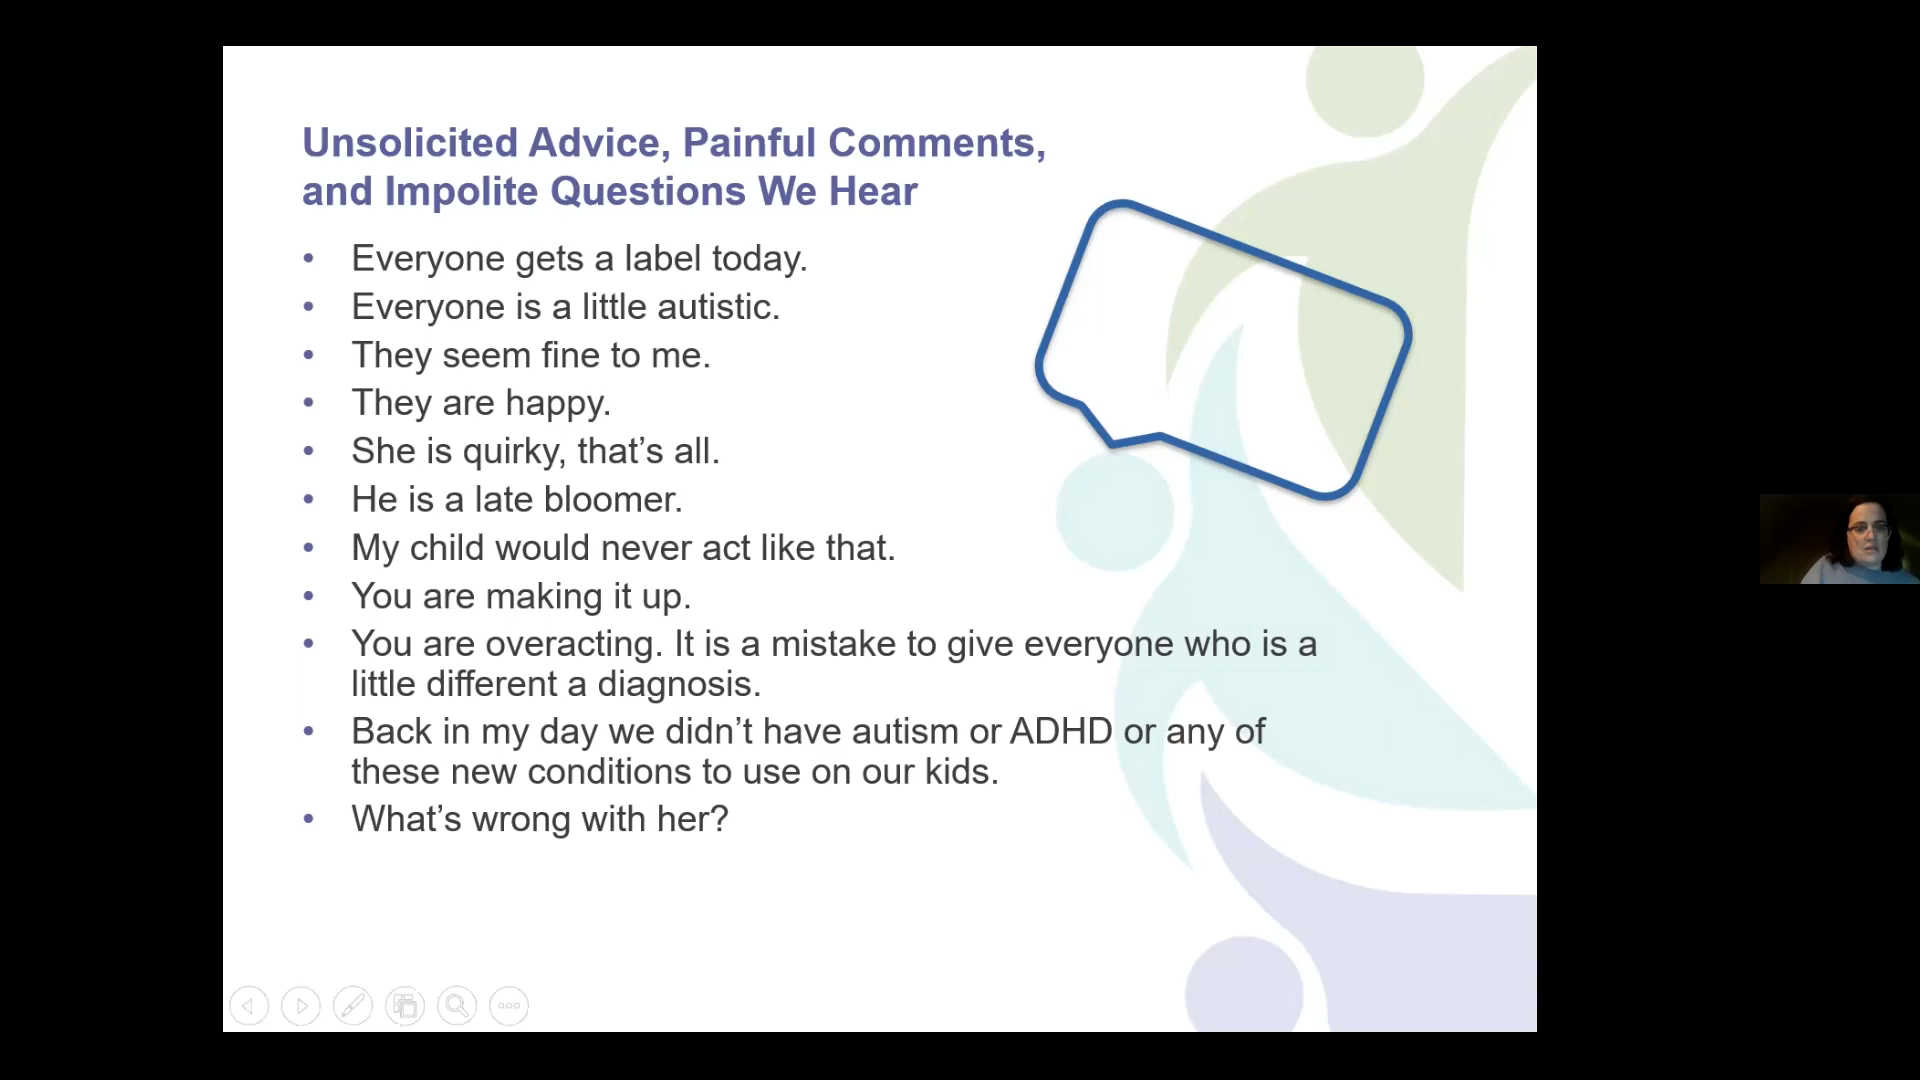 Unsolicited Advice, Painful Comments,
and Impolite Questions We Hear
• Everyone gets a label today.
• Everyone is a little autistic.
• They seem fine to me.
• They are happy.
• She is quirky, that’s all.
• He is a late bloomer.
• My child would never act like that.
• You are making it up.
• You are overacting. It is a mistake to give everyone who is a
little different a diagnosis.
• Back in my day we didn’t have autism or ADHD or any of
these new conditions to use on our kids.
• What’s wrong with her?